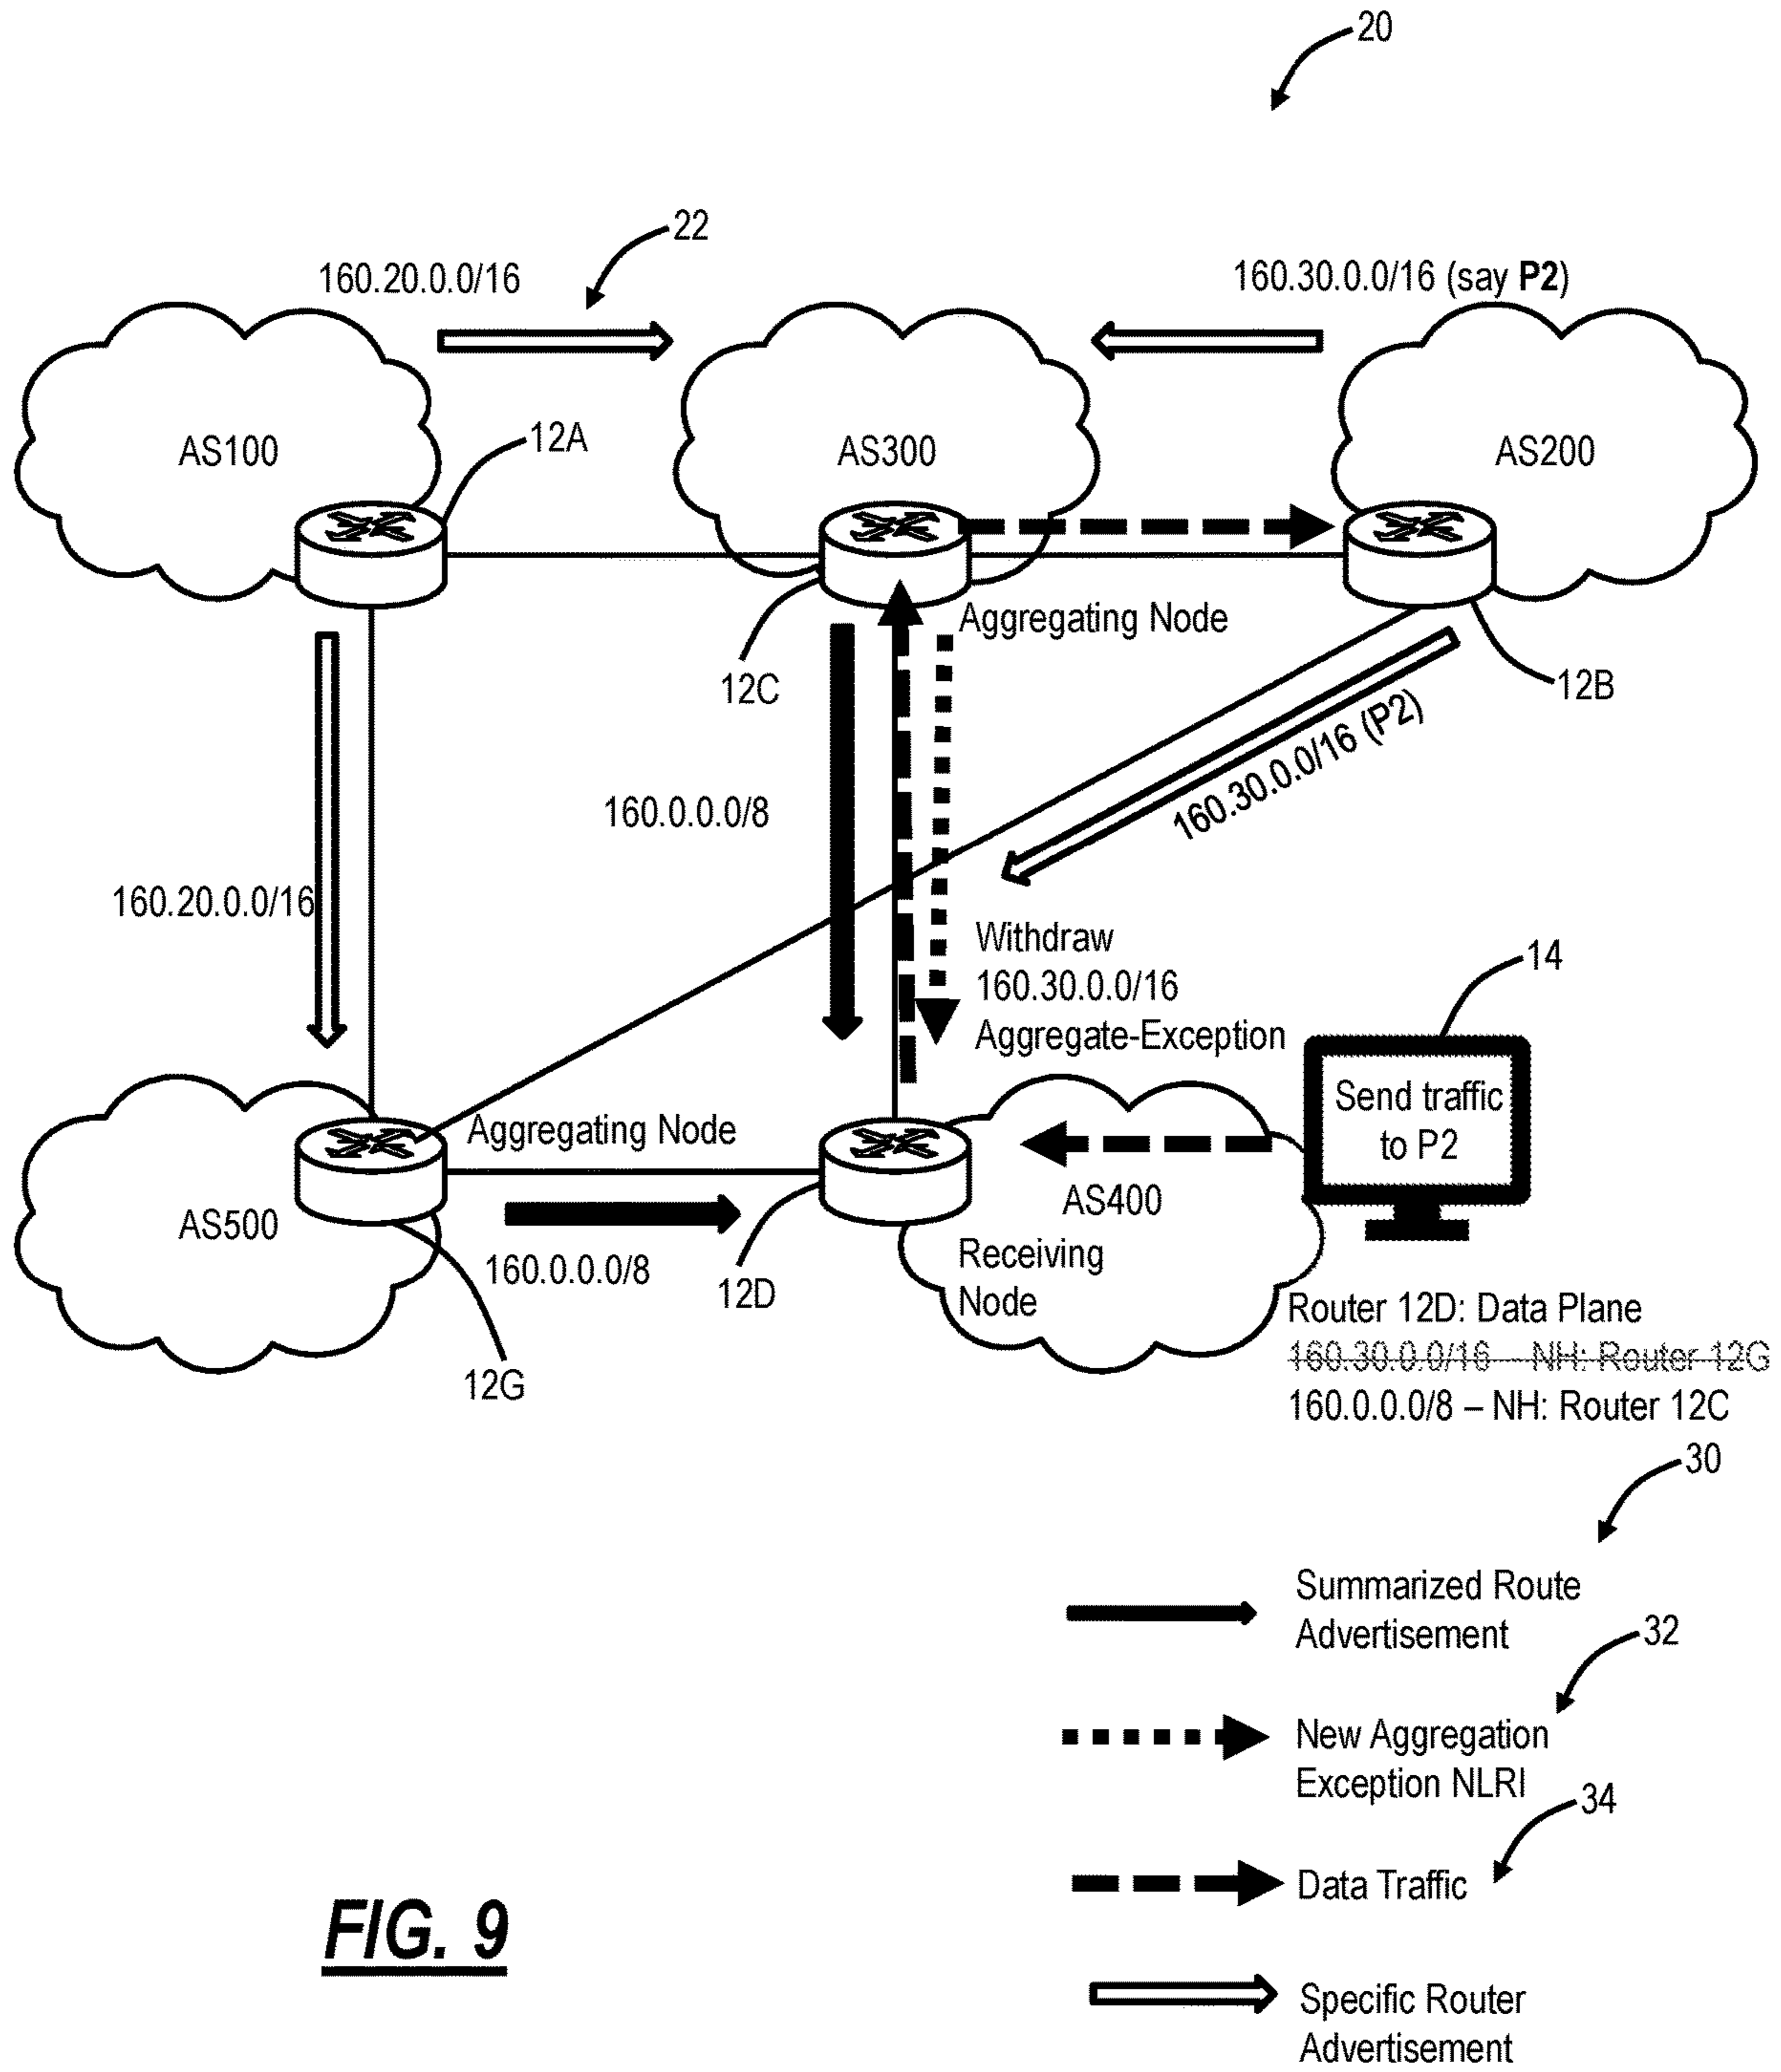 20
22
160.20.0.0/16
160.30.0.0/16 (say P2)
AS100
12A
AS300
AS200
Aggregating Node
12C
12B
160.30.0.0/16 (P2)
160.0.0.0/8
160.20.0.0/16
Withdraw
160.30.0.0/16
Aggregate-Exception
14
Send traffic
to P2
Aggregating Node
AS500
AS400
160.0.0.0/8
12D
Receiving
Node
12G
Router 12D: Data Plane
160.30.0.0/16 – NH: Router 12G
160.0.0.0/8 – NH: Router 12C
30
Summarized Route
Advertisement
32
New Aggregation
Exception NLRI
34
Data Traffic
FIG. 9
Specific Router
Advertisement